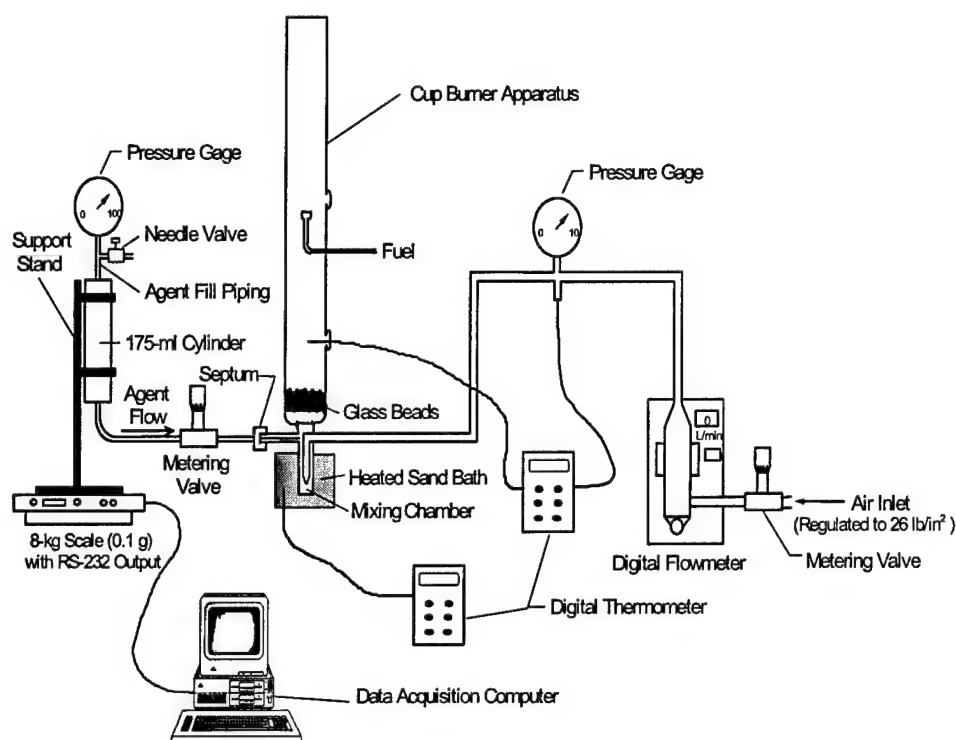 Cup Burner Apparatus
Pressure Gage
0 100
Needle Valve
Support
Stand
Agent Fill Piping
175-ml Cylinder
Fuel
Pressure Gage
0 10
Septum
Agent
Flow
Glass Beads
Metering
Valve
Heated Sand Bath
Mixing Chamber
0
L/min
Air Inlet
(Regulated to 26 lb/in²)
Digital Flowmeter
Metering Valve
8-kg Scale (0.1 g)
with RS-232 Output
Digital Thermometer
Data Acquisition Computer